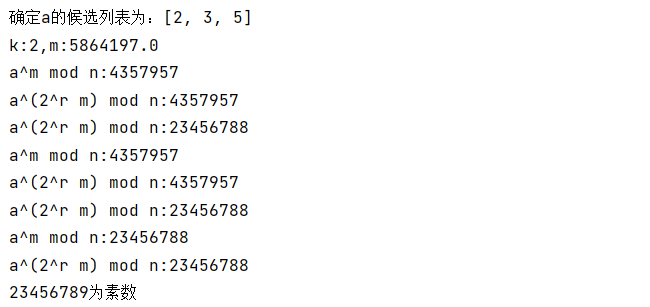 确定a的候选列表为：[2, 3, 5]
k:2,m:5864197.0
a^m mod n:4357957
a^(2^r m) mod n:4357957
a^(2^r m) mod n:23456788
a^m mod n:4357957
a^(2^r m) mod n:4357957
a^(2^r m) mod n:23456788
a^m mod n:23456788
a^(2^r m) mod n:23456788
23456789为素数